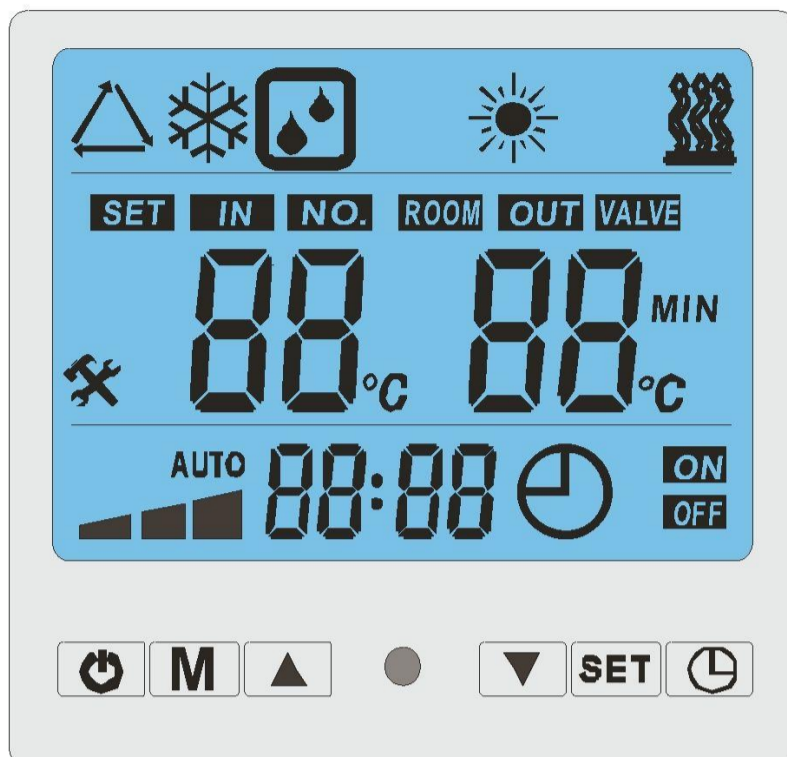 SET IN NO. ROOM OUT VALVE
88°C 88°C MIN
AUTO 88:88 ON
OFF
M SET